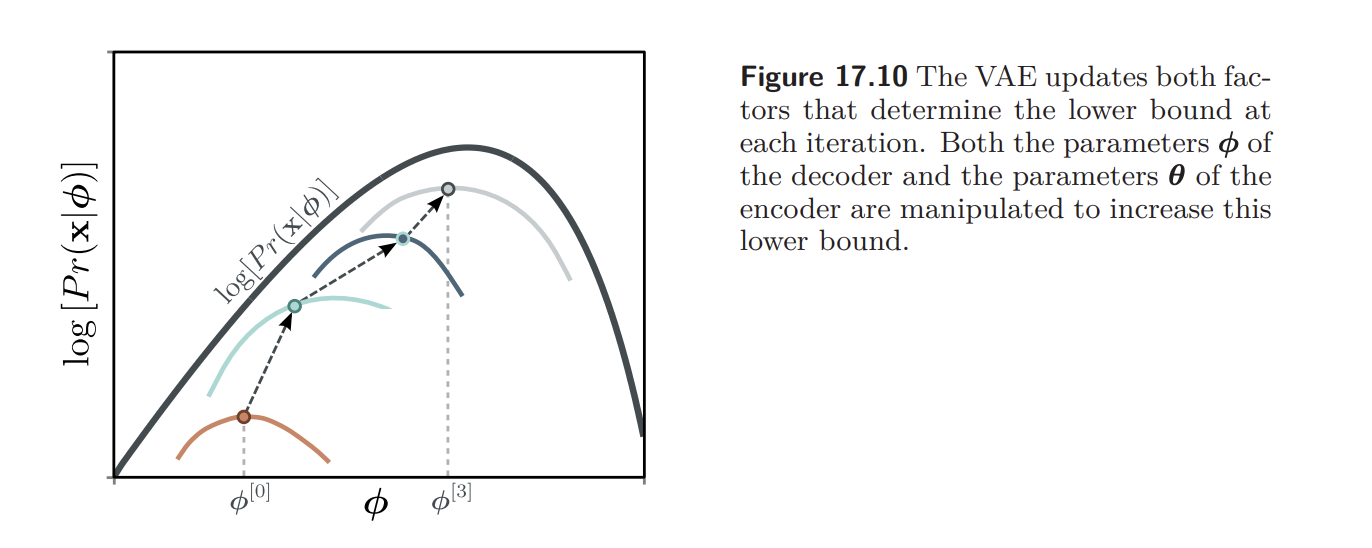 log [Pr(x|ϕ)]
log[Pr(x|ϕ)]
ϕ[0]
ϕ
ϕ[3]
Figure 17.10 The VAE updates both fac-
tors that determine the lower bound at
each iteration. Both the parameters ϕ of
the decoder and the parameters θ of the
encoder are manipulated to increase this
lower bound.